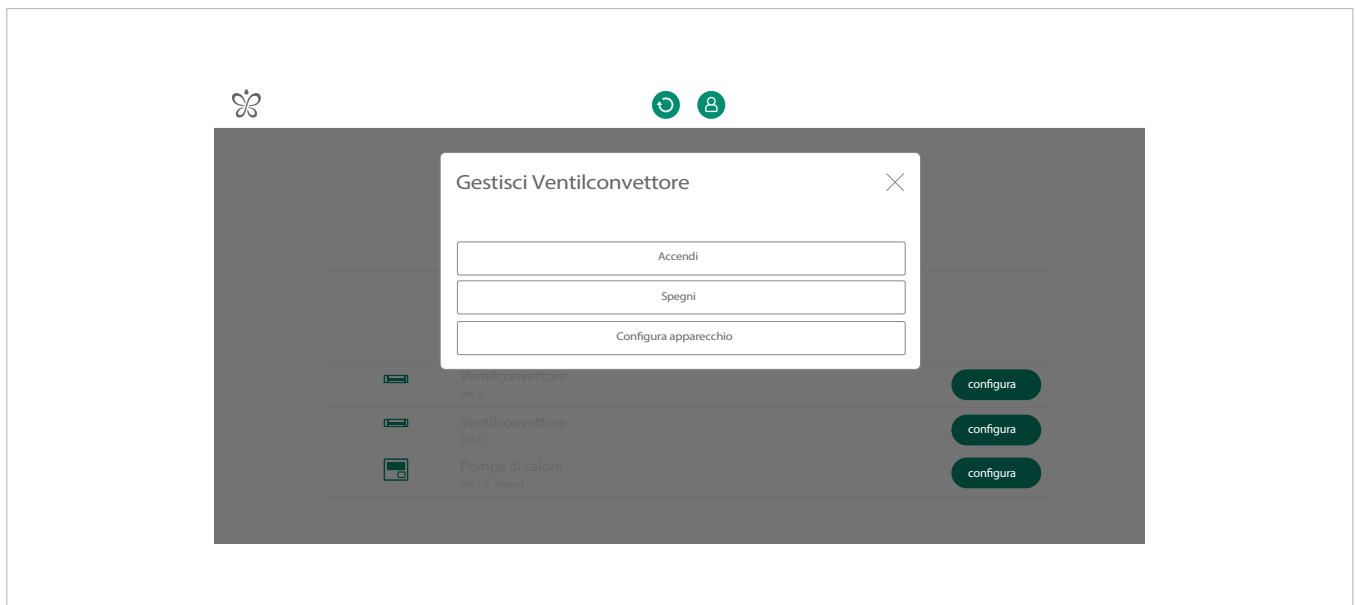 Gestisci Ventilconvettore
Accendi
Spegni
Configura apparecchio
Ventilconvettore
configura
Ventilconvettore
configura
Pompa di calore
configura